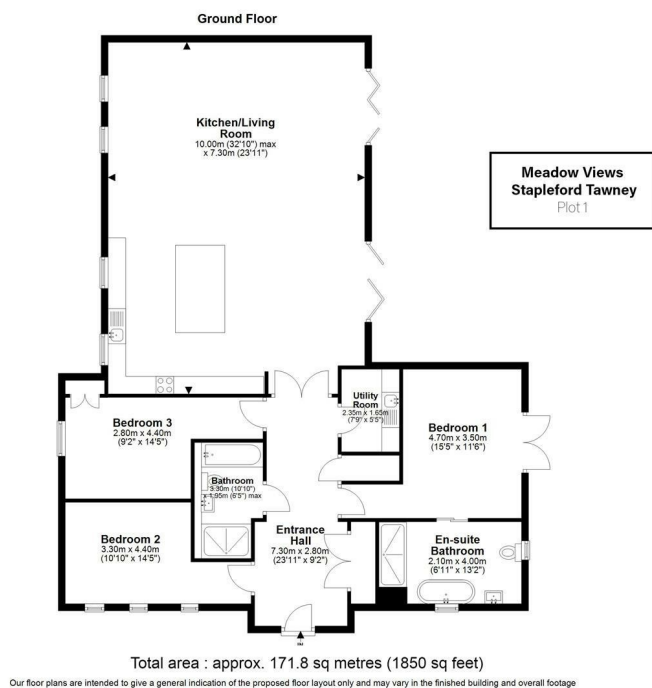 Ground Floor
Kitchen/Living
Room
10.00m (32'10") max
x 7.30m (23'11")
Meadow Views
Stapleford Tawney
Plot 1
Utility
Room
2.35m x 1.65m
(7'9" x 5'5")
Bedroom 1
4.70m x 3.50m
(15'5" x 11'6")
Bedroom 3
2.80m x 4.40m
(9'2" x 14'5")
Bathroom
3.30m (10'10")
x 1.95m (6'5") max
Bedroom 2
3.30m x 4.40m
(10'10" x 14'5")
Entrance
Hall
7.30m x 2.80m
(23'11" x 9'2")
En-suite
Bathroom
2.10m x 4.00m
(6'11" x 13'2")
Total area : approx. 171.8 sq metres (1850 sq feet)
Our floor plans are intended to give a general indication of the proposed floor layout only and may vary in the finished building and overall footage